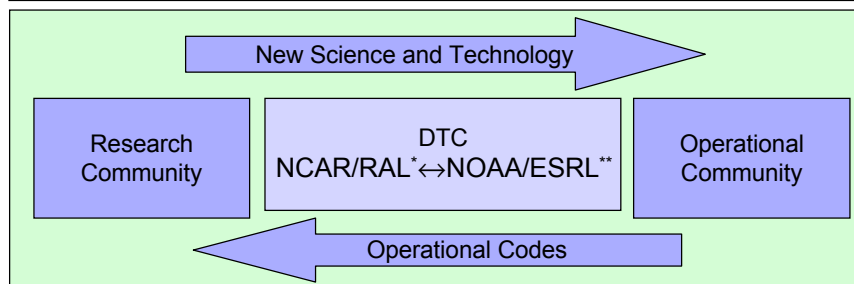 New Science and Technology
Research
Community
DTC
NCAR/RAL*↔NOAA/ESRL**
Operational
Community
Operational Codes